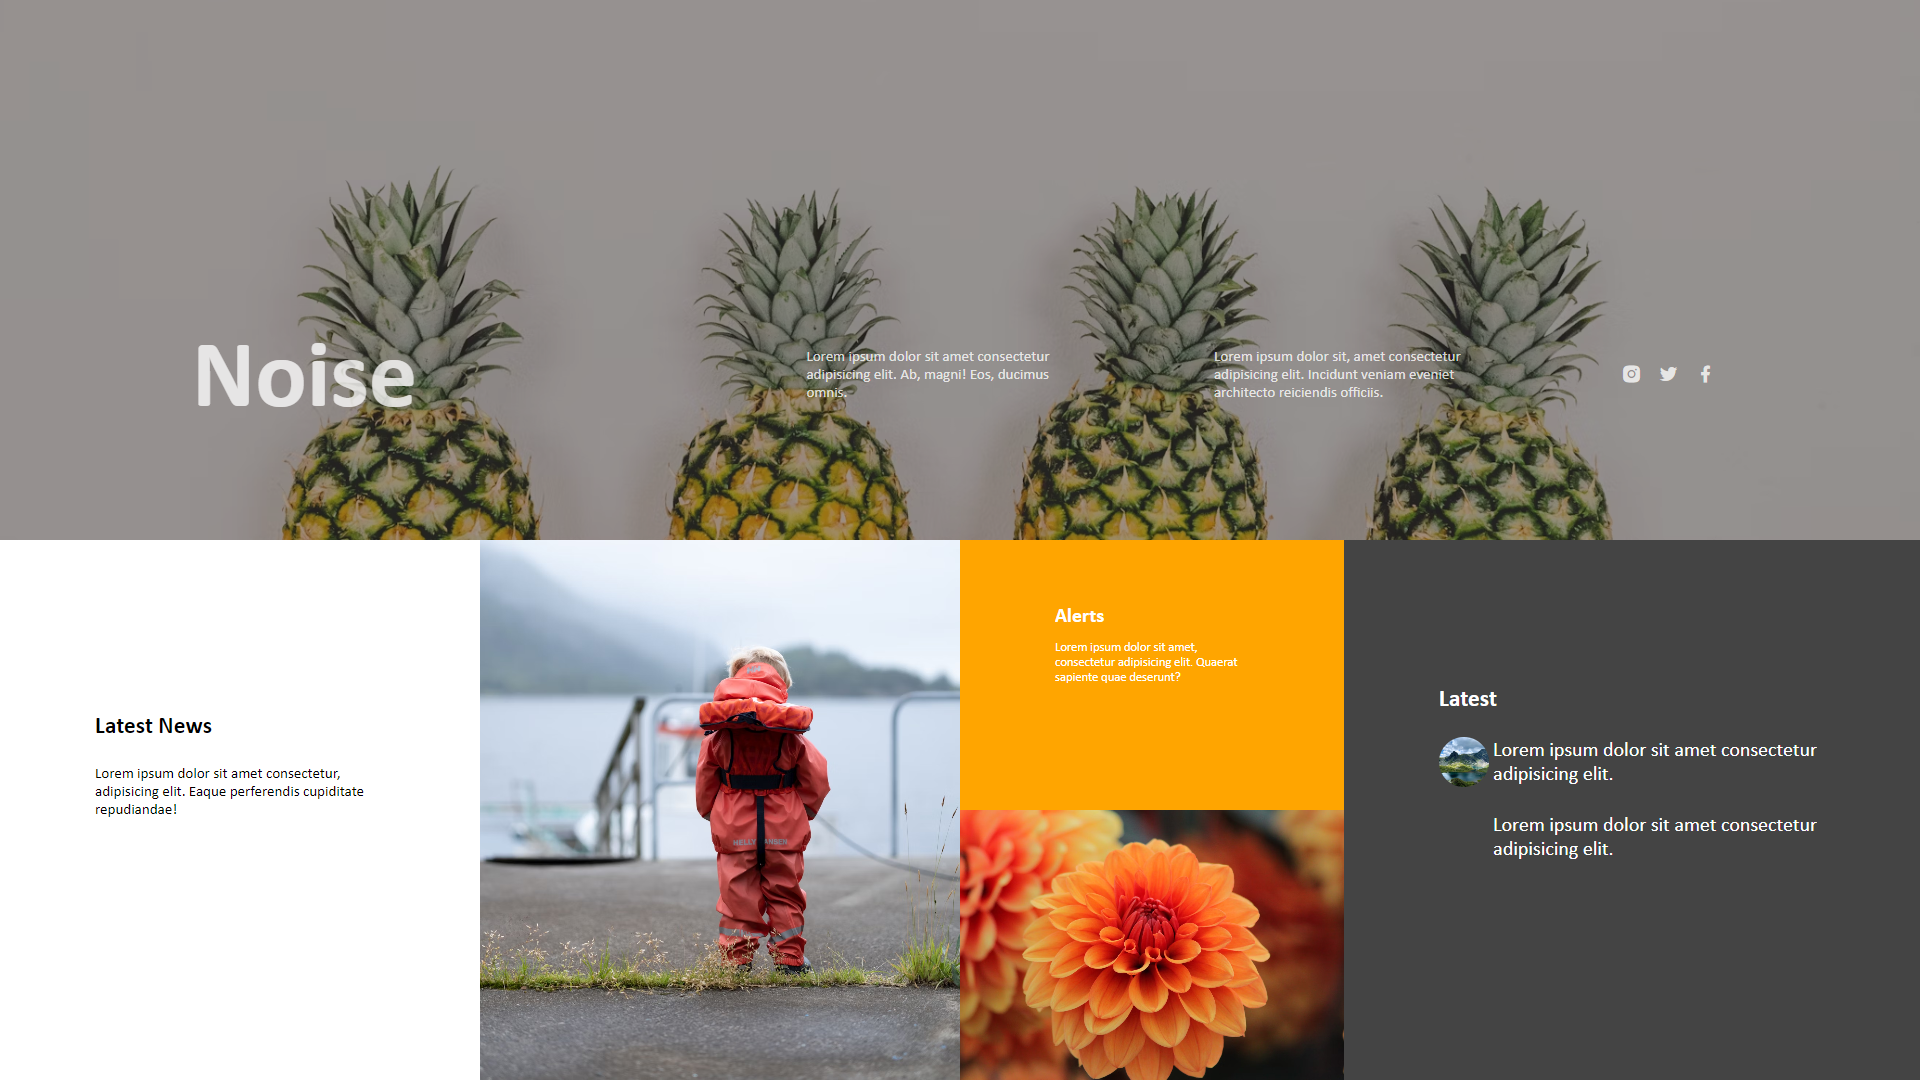 Noise
Lorem ipsum dolor sit amet consectetur
adipisicing elit. Ab, magni! Eos, ducimus
omnis.
Lorem ipsum dolor sit, amet consectetur
adipisicing elit. Incidunt veniam eveniet
architecto reiciendis officiis.
Latest News
Lorem ipsum dolor sit amet consectetur,
adipisicing elit. Eaque perferendis cupiditate
repudiandae!
Alerts
Lorem ipsum dolor sit amet,
consectetur adipisicing elit. Quaerat
sapiente quae deserunt?
Latest
Lorem ipsum dolor sit amet consectetur
adipisicing elit.
Lorem ipsum dolor sit amet consectetur
adipisicing elit.